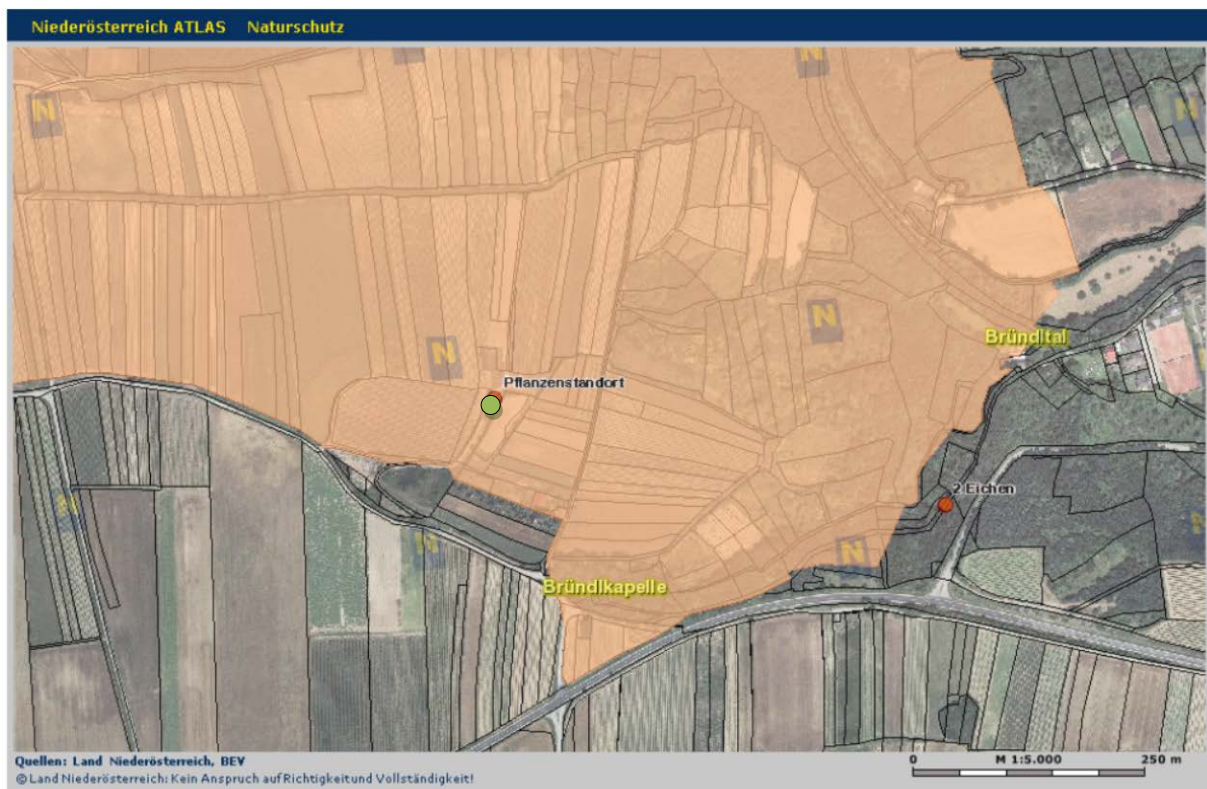 Niederösterreich ATLAS Naturschutz
N
N
N
N
N
Bründltal
Pflanzenstandort
2 Eichen
N
N
N
N
Bründlkapelle
Quellen: Land Niederösterreich, BEV
© Land Niederösterreich: Kein Anspruch auf Richtigkeit und Vollständigkeit!
0 M 1:5.000 250 m